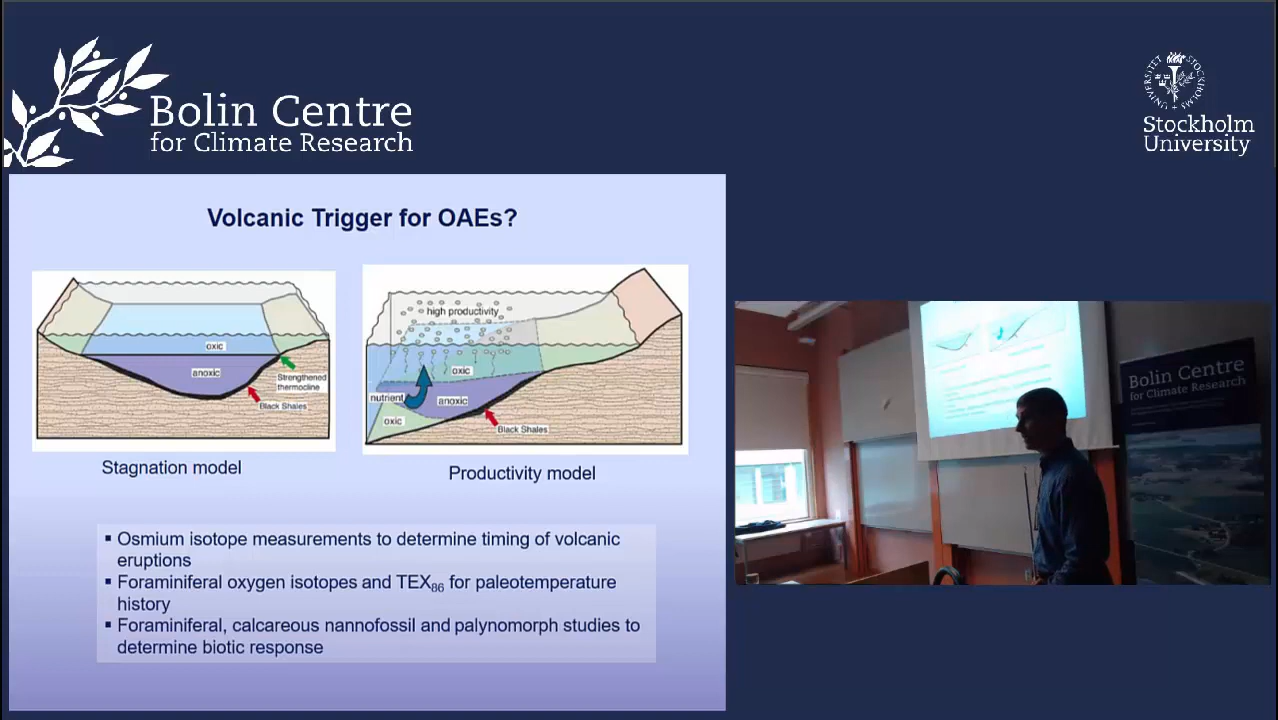 Bolin Centre
for Climate Research
UNIVERSITET STOCKHOLMS
Stockholm
University
Volcanic Trigger for OAEs?
oxic
anoxic
Strengthened
thermocline
Black Shales
Stagnation model
high productivity
oxic
nutrient
anoxic
oxic
Black Shales
Productivity model
▪ Osmium isotope measurements to determine timing of volcanic
eruptions
▪ Foraminiferal oxygen isotopes and TEX86 for paleotemperature
history
▪ Foraminiferal, calcareous nannofossil and palynomorph studies to
determine biotic response
Bolin Centre
for Climate Research